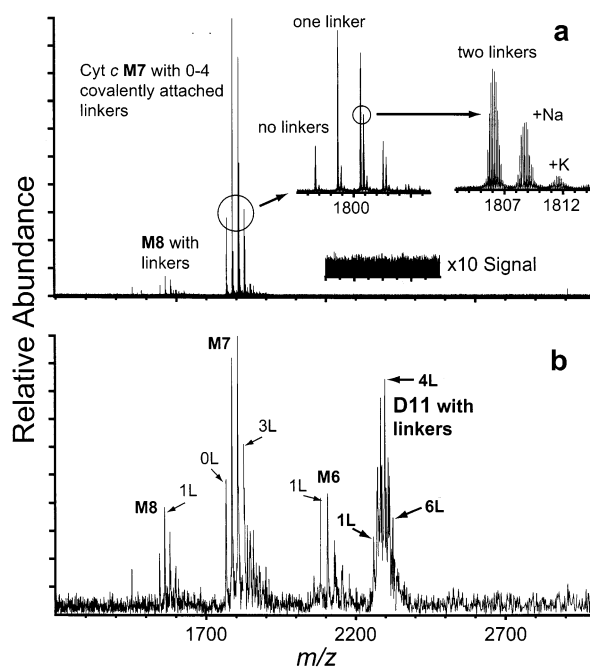 a
Cyt c M7 with 0-4
covalently attached
linkers
one linker
no linkers
1800
two linkers
+Na
+K
1807 1812
M8 with
linkers
x10 Signal
Relative Abundance
b
M7
4L
D11 with
linkers
3L
0L
M8
1L
1L
M6
1L
6L
1700 2200 2700
m/z